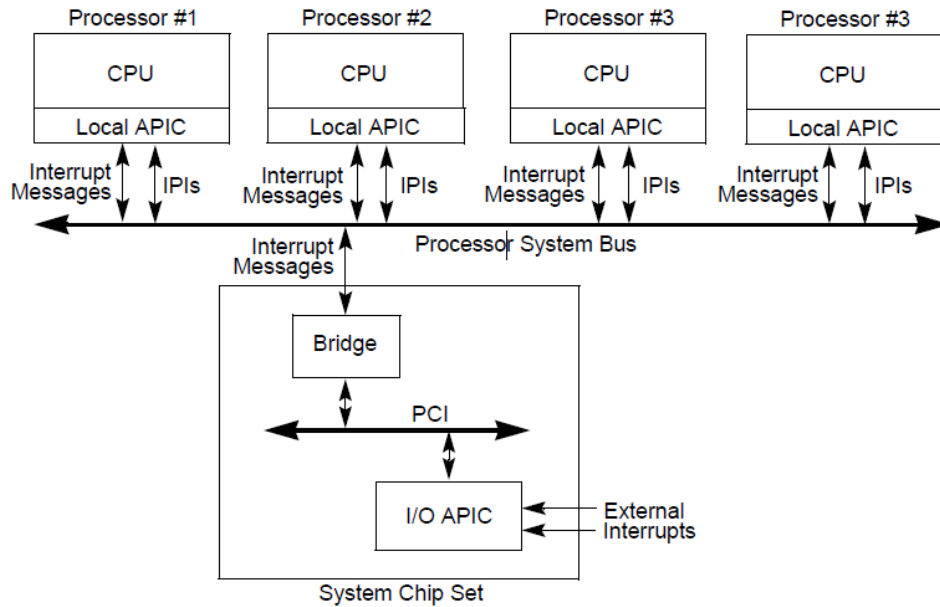 Processor #1
Processor #2
Processor #3
Processor #3
CPU
CPU
CPU
CPU
Local APIC
Local APIC
Local APIC
Local APIC
Interrupt
Messages
IPIs
Interrupt
Messages
IPIs
Interrupt
Messages
IPIs
Interrupt
Messages
IPIs
Processor System Bus
Interrupt
Messages
Bridge
PCI
I/O APIC
External
Interrupts
System Chip Set